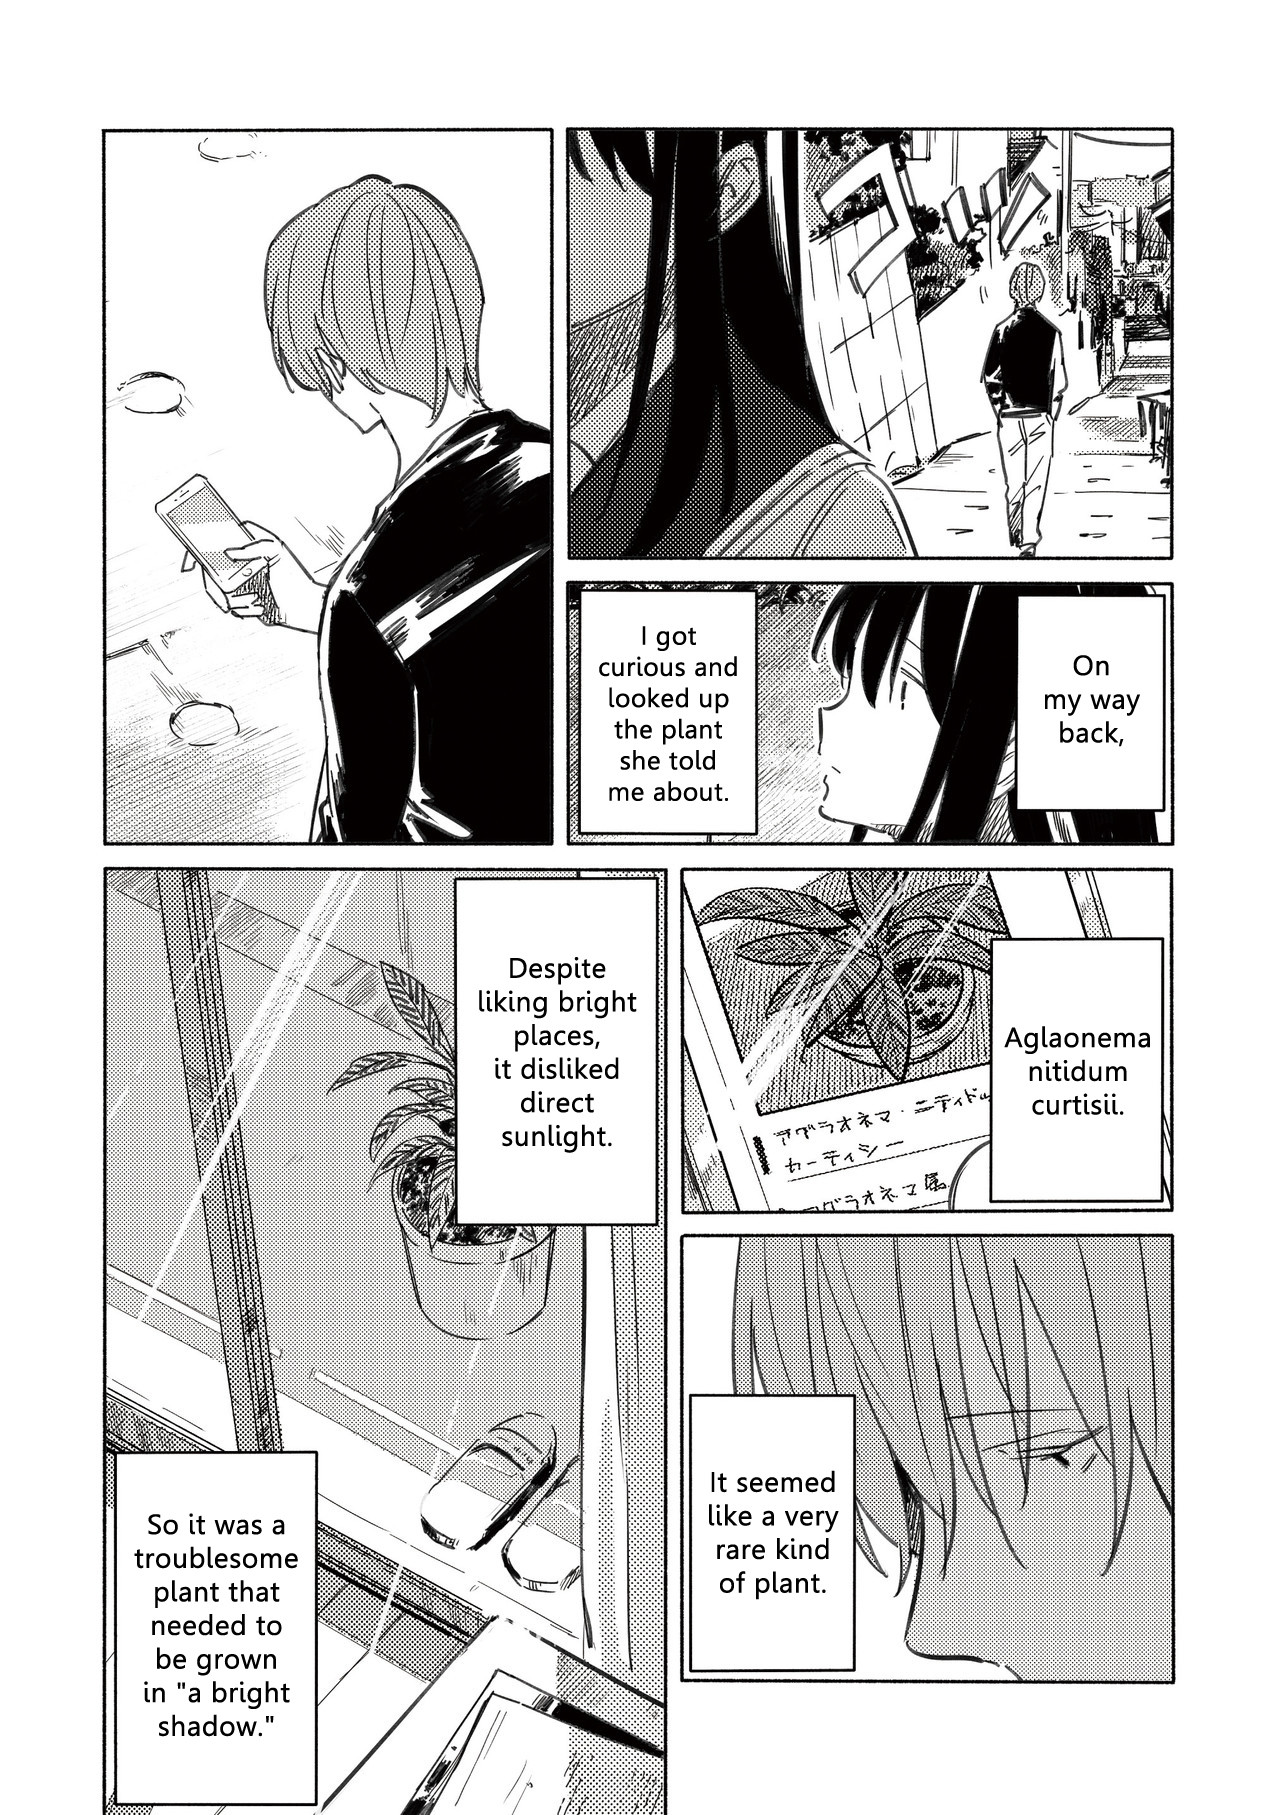 On
my way
back,
I got
curious and
looked up
the plant
she told
me about.
Aglaonema
nitidum
curtisii.
アグラオネマ・ニティドゥ
カーティシー
アグラオネマ属
It seemed
like a very
rare kind
of plant.
Despite
liking bright
places,
it disliked
direct
sunlight.
So it was a
troublesome
plant that
needed to
be grown
in "a bright
shadow."